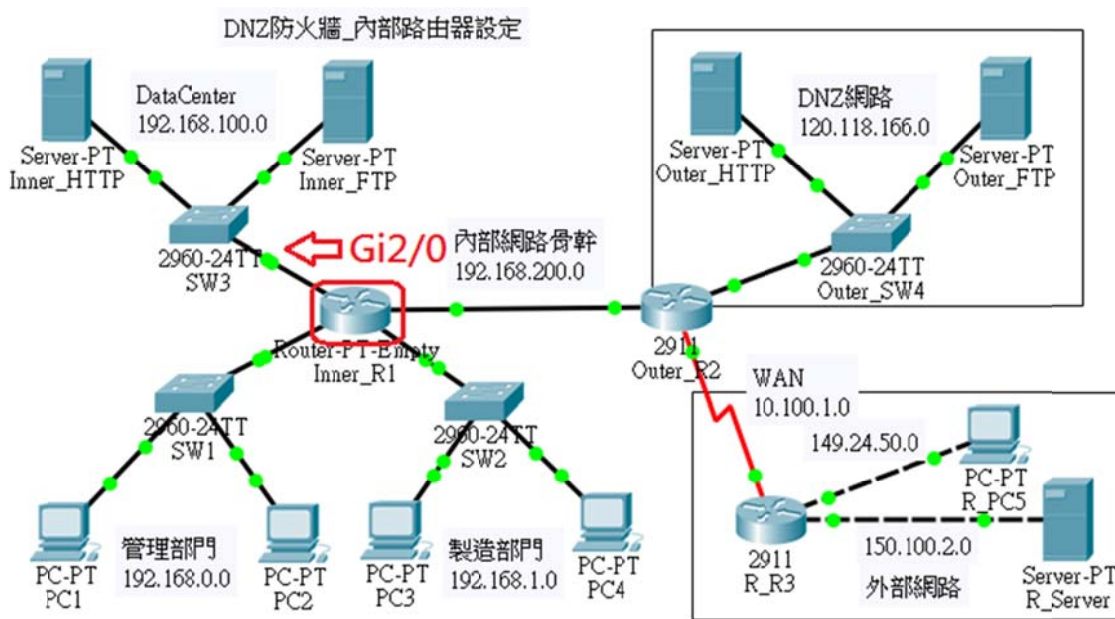 DNZ防火牆_內部路由器設定
DataCenter
192.168.100.0
Server-PT
Inner_HTTP
Server-PT
Inner_FTP
2960-24TT
SW3
Gi2/0
內部網路骨幹
192.168.200.0
Router-PT-Empty
Inner_R1
2960-24TT
SW1
2960-24TT
SW2
PC-PT
PC1
管理部門
192.168.0.0
PC-PT
PC2
PC-PT
PC3
製造部門
192.168.1.0
PC-PT
PC4
DNZ網路
120.118.166.0
Server-PT
Outer_HTTP
Server-PT
Outer_FTP
2960-24TT
Outer_SW4
2911
Outer_R2
WAN
10.100.1.0
149.24.50.0
PC-PT
R_PC5
2911
R_R3
150.100.2.0
外部網路
Server-PT
R_Server